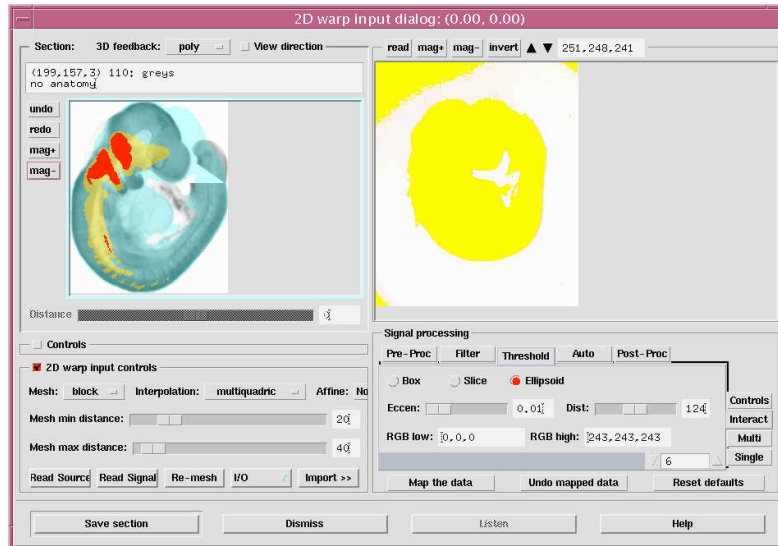 2D warp input dialog: (0.00, 0.00)
Section: 3D feedback: poly View direction
(199,157,3) 110: greys
no anatomy
undo
redo
mag+
mag-
Distance
Controls
2D warp input controls
Mesh: block Interpolation: multiquadric Affine: No
Mesh min distance: 20
Mesh max distance: 40
Read Source Read Signal Re-mesh I/O Import >>
read mag+ mag- invert 251,248,241
Signal processing
Pre-Proc Filter Threshold Auto Post-Proc
Box Slice Ellipsoid
Eccen: 0.01 Dist: 124
RGB low: 0,0,0 RGB high: 243,243,243
6
Controls
Interact
Multi
Single
Map the data Undo mapped data Reset defaults
Save section Dismiss Listen Help